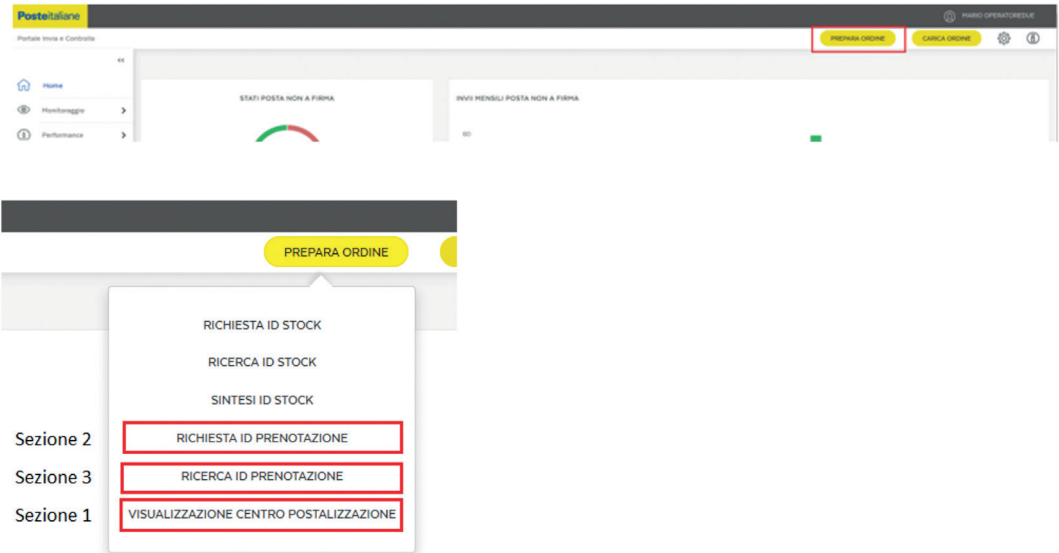 Posteitaliane
MARIO OPERATOREDUE
Portale Invia e Controlla
PREPARA ORDINE
CARICA ORDINE
<<
Home
STATI POSTA NON A FIRMA
INVII MENSILI POSTA NON A FIRMA
Monitoraggio
60
Performance
PREPARA ORDINE
RICHIESTA ID STOCK
RICERCA ID STOCK
SINTESI ID STOCK
Sezione 2 RICHIESTA ID PRENOTAZIONE
Sezione 3 RICERCA ID PRENOTAZIONE
Sezione 1 VISUALIZZAZIONE CENTRO POSTALIZZAZIONE